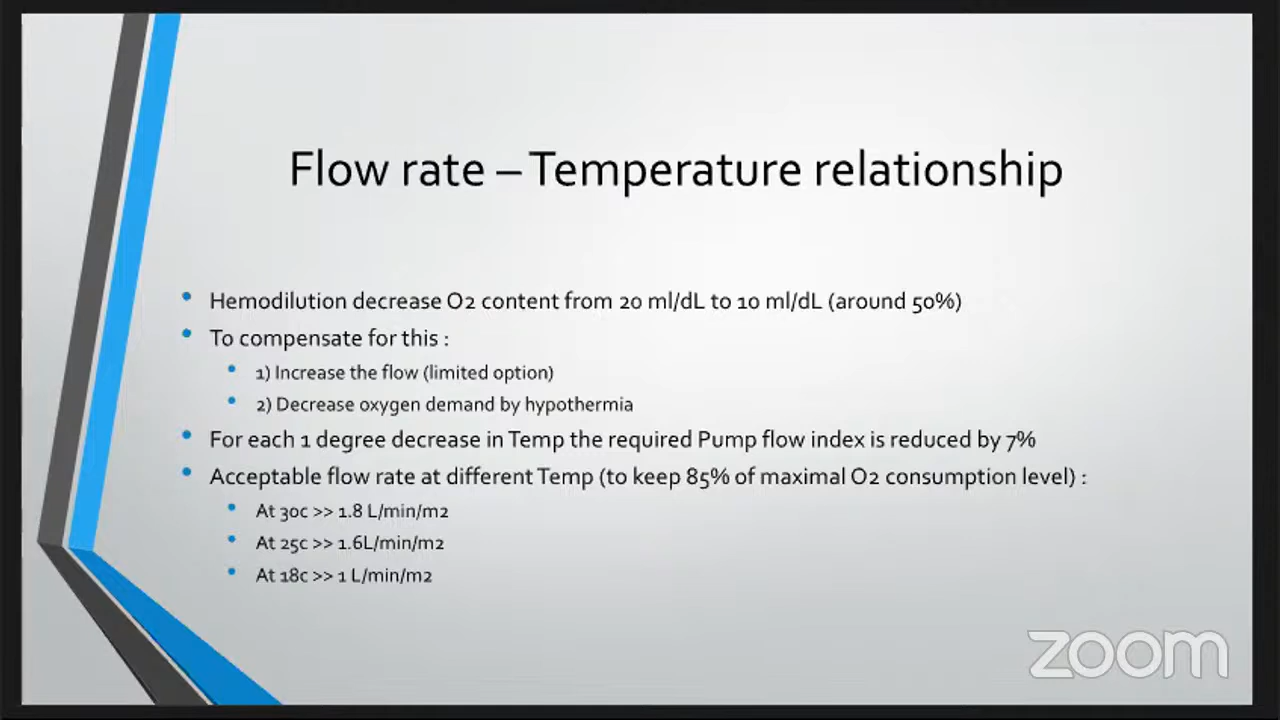 Flow rate – Temperature relationship
Hemodilution decrease O2 content from 20 ml/dL to 10 ml/dL (around 50%)
To compensate for this :
1) Increase the flow (limited option)
2) Decrease oxygen demand by hypothermia
For each 1 degree decrease in Temp the required Pump flow index is reduced by 7%
Acceptable flow rate at different Temp (to keep 85% of maximal O2 consumption level) :
At 30c >> 1.8 L/min/m2
At 25c >> 1.6L/min/m2
At 18c >> 1 L/min/m2
zoom